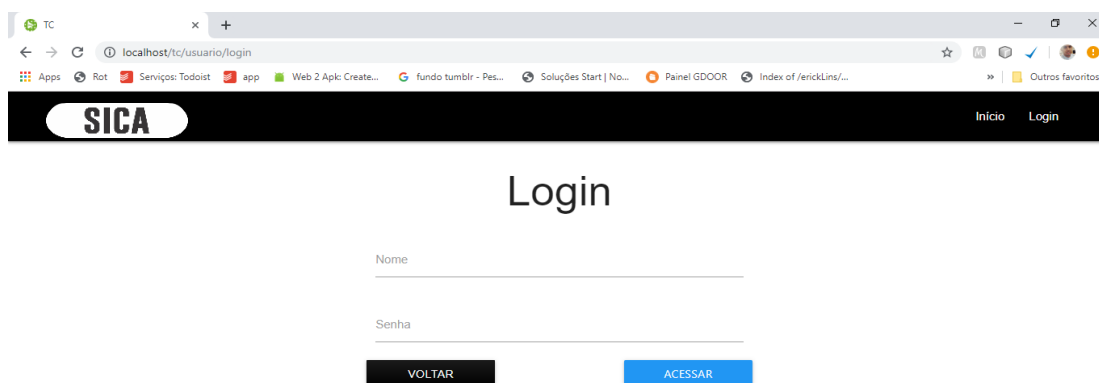 TC
localhost/tc/usuario/login
Apps Rot Serviços: Todoist app Web 2 Apk: Create... fundo tumblr - Pes... Soluções Start | No... Painel GDOOR Index of /erickLins/... » Outros favoritos
SICA Início Login
Login
Nome
Senha
VOLTAR ACESSAR